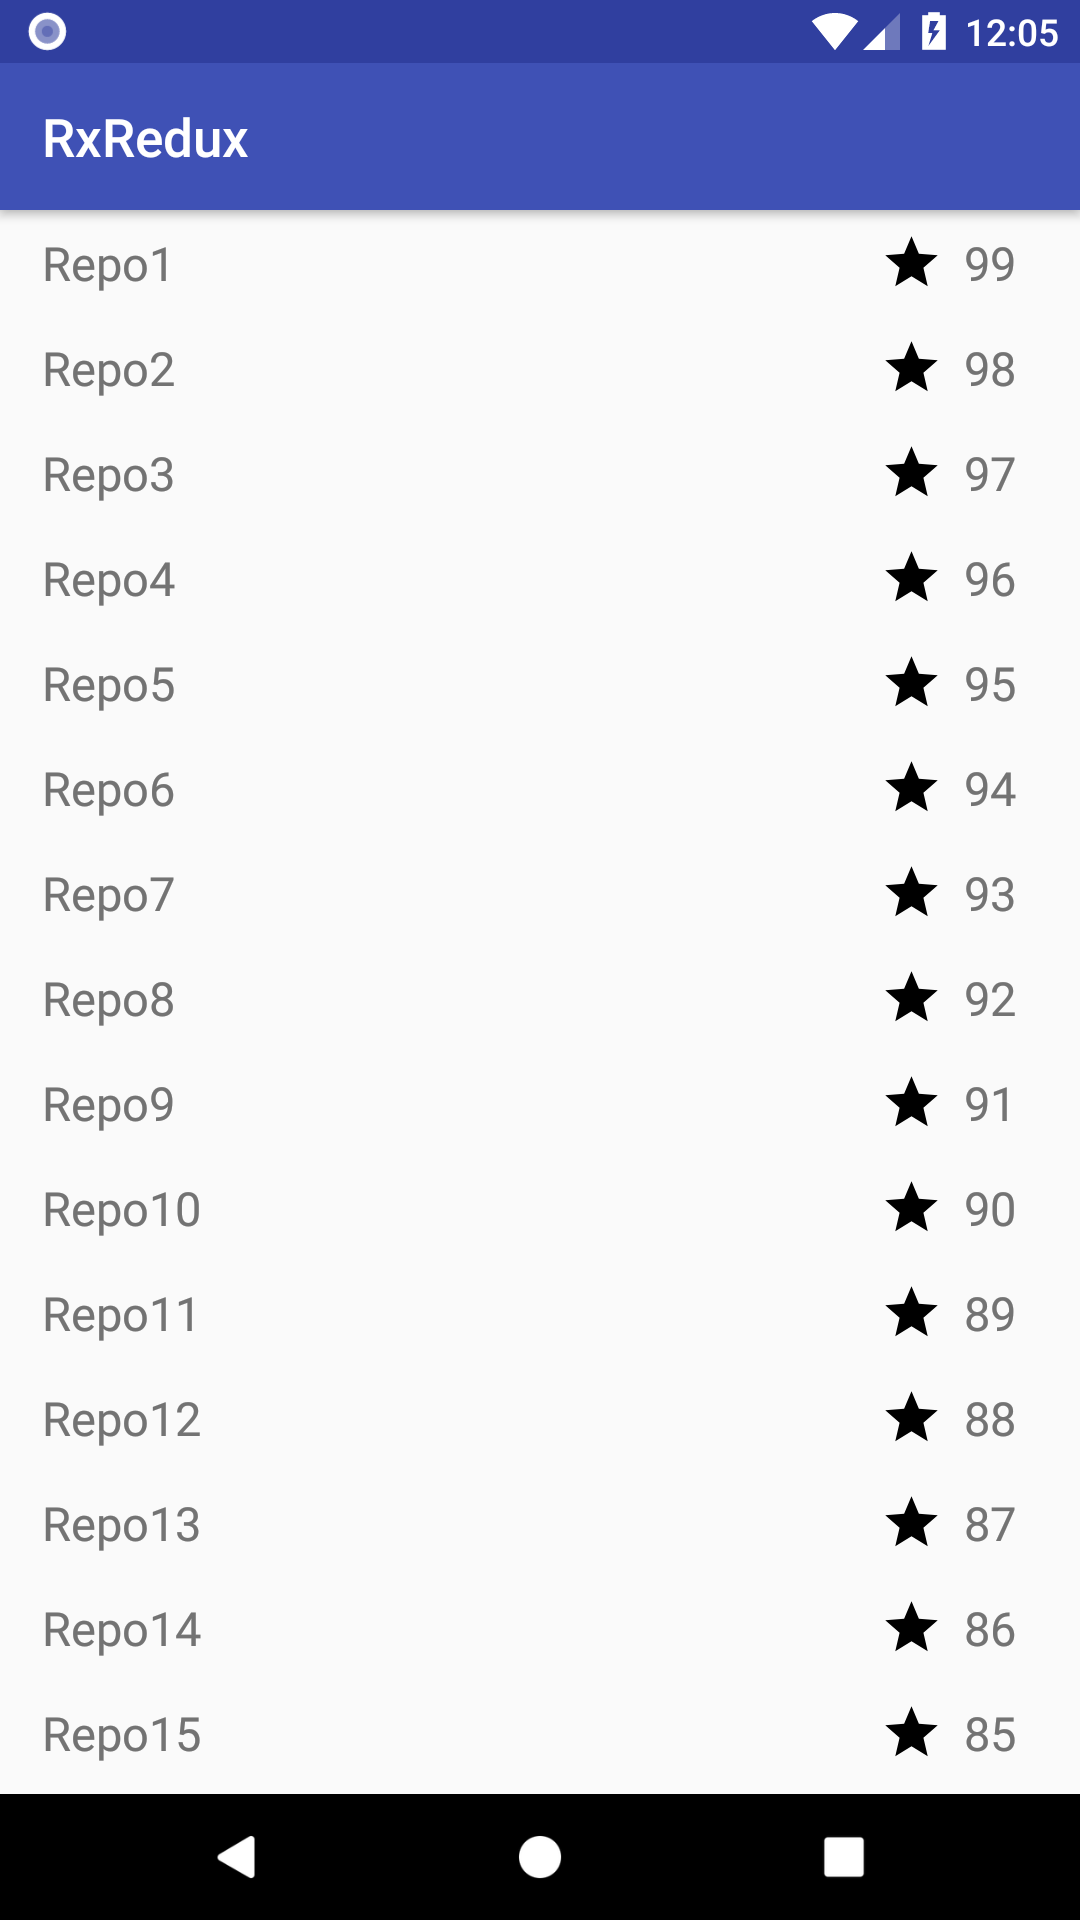 12:05
RxRedux
Repo1 99
Repo2 98
Repo3 97
Repo4 96
Repo5 95
Repo6 94
Repo7 93
Repo8 92
Repo9 91
Repo10 90
Repo11 89
Repo12 88
Repo13 87
Repo14 86
Repo15 85